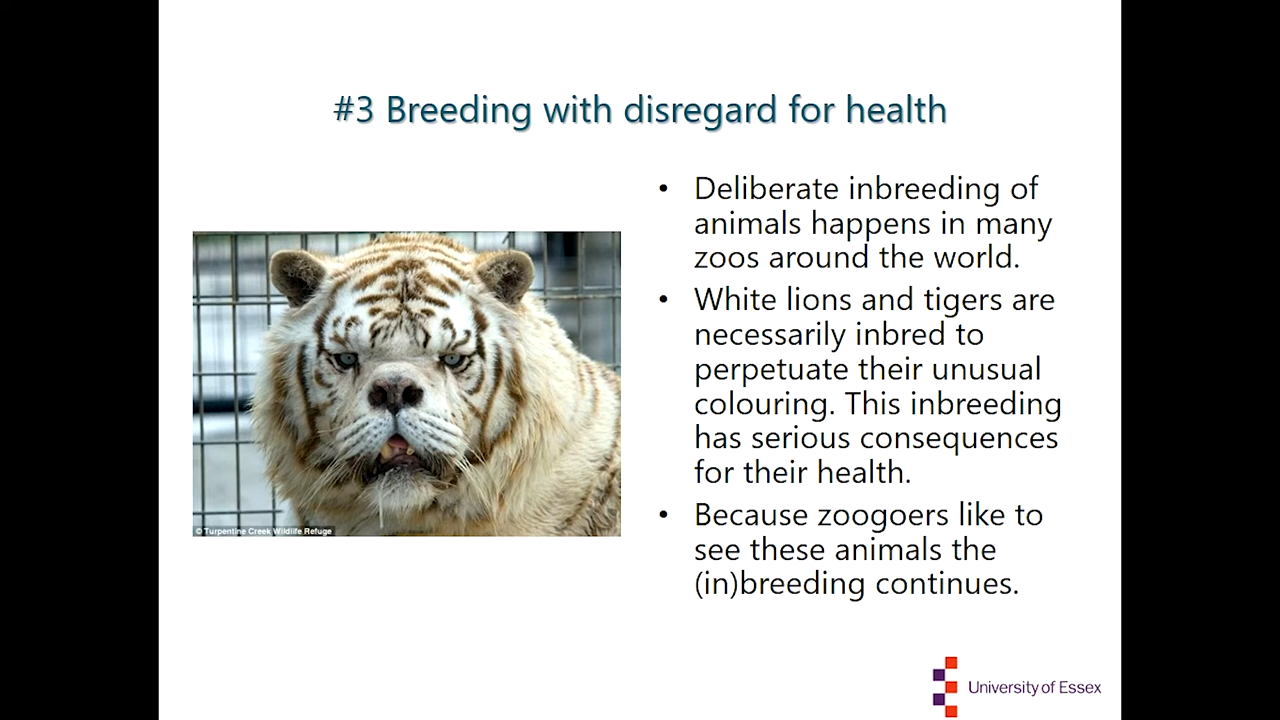 #3 Breeding with disregard for health
• Deliberate inbreeding of
animals happens in many
zoos around the world.
• White lions and tigers are
necessarily inbred to
perpetuate their unusual
colouring. This inbreeding
has serious consequences
for their health.
• Because zoogoers like to
see these animals the
(in)breeding continues.
© Turpentine Creek Wildlife Refuge
University of Essex